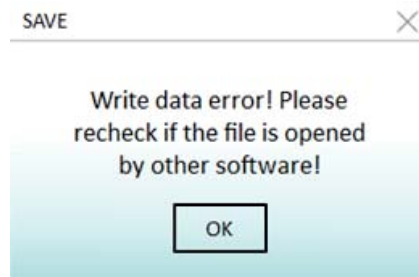 SAVE
Write data error! Please
recheck if the file is opened
by other software!
OK